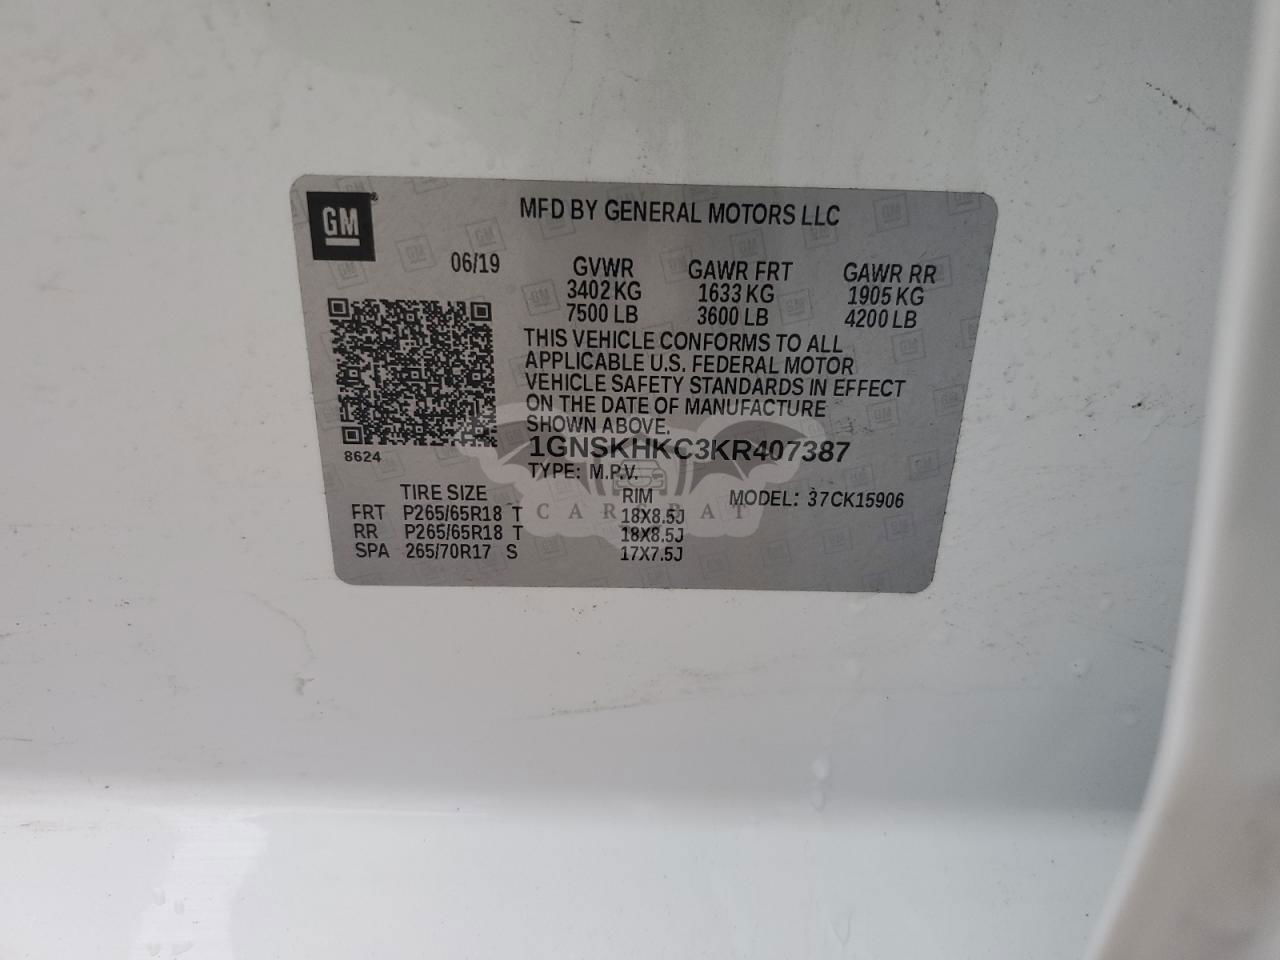 GM®
MFD BY GENERAL MOTORS LLC
06/19
GVWR GAWR FRT GAWR RR
3402 KG 1633 KG 1905 KG
7500 LB 3600 LB 4200 LB
THIS VEHICLE CONFORMS TO ALL
APPLICABLE U.S. FEDERAL MOTOR
VEHICLE SAFETY STANDARDS IN EFFECT
ON THE DATE OF MANUFACTURE
SHOWN ABOVE.
8624
1GNSKHKC3KR407387
TYPE: M.P.V.
TIRE SIZE RIM MODEL: 37CK15906
FRT P265/65R18 T 18X8.5J
RR P265/65R18 T 18X8.5J
SPA 265/70R17 S 17X7.5J